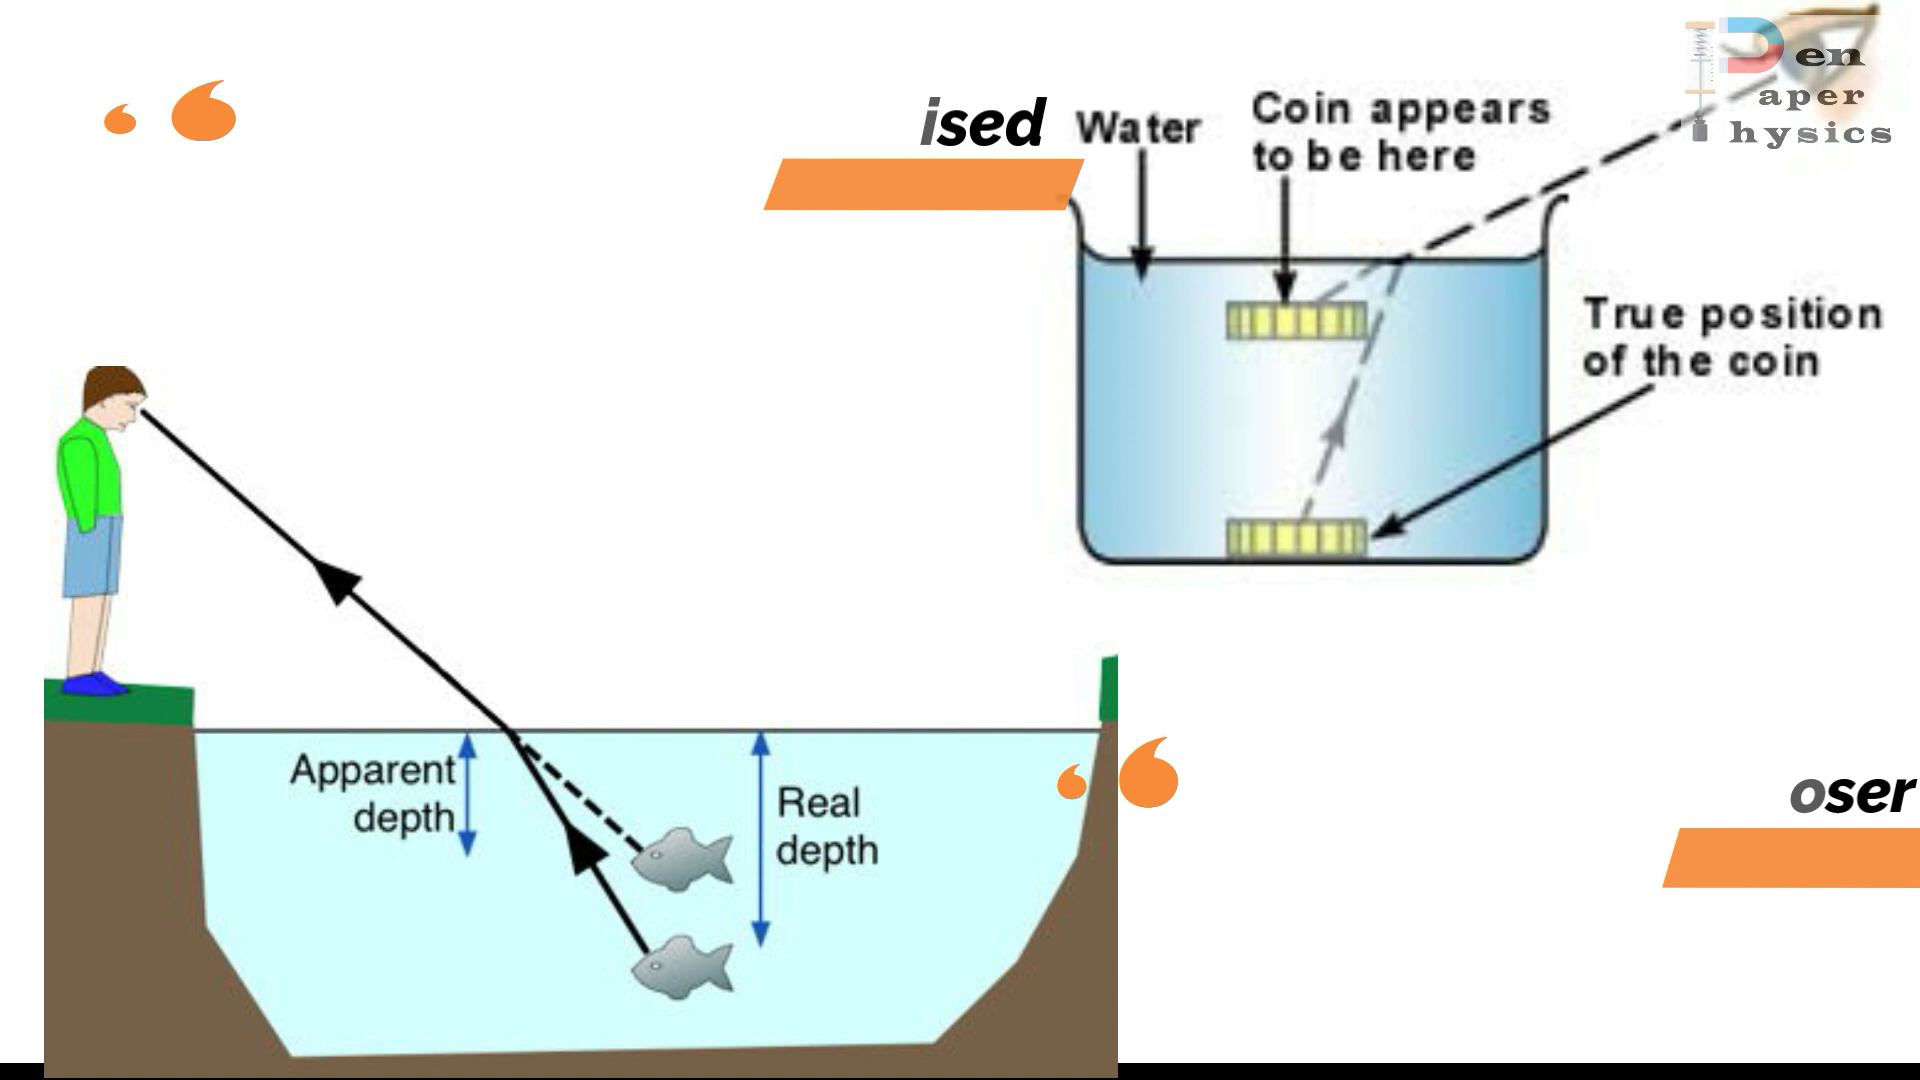 ised
Water
Coin appears
to be here
en
aper
hysics
True position
of the coin
Apparent
depth
Real
depth
oser